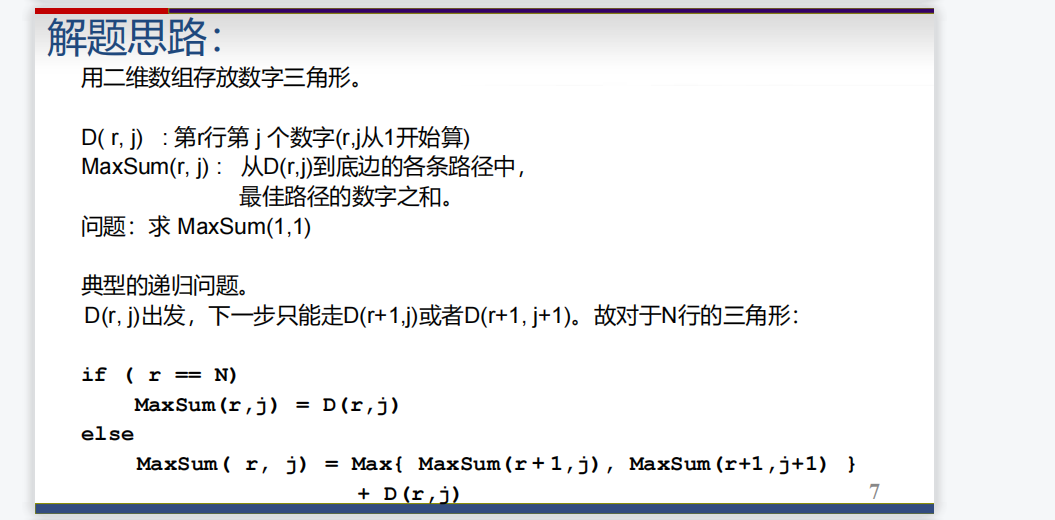 解题思路：
用二维数组存放数字三角形。
D( r, j) : 第r行第 j 个数字(r,j从1开始算)
MaxSum(r, j) : 从D(r,j)到底边的各条路径中，
最佳路径的数字之和。
问题：求 MaxSum(1,1)
典型的递归问题。
D(r, j)出发，下一步只能走D(r+1,j)或者D(r+1, j+1)。故对于N行的三角形：
if ( r == N)
MaxSum(r,j) = D(r,j)
else
MaxSum( r, j) = Max{ MaxSum(r+1,j), MaxSum(r+1,j+1) }
+ D(r,j)
7